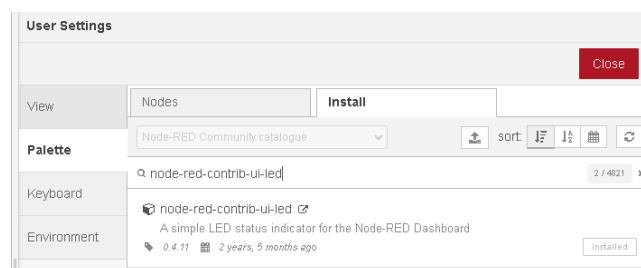 User Settings
Close
View
Nodes
Install
Node-RED Community catalogue
sort:
Palette
node-red-contrib-ui-led
2 / 4821
Keyboard
node-red-contrib-ui-led
A simple LED status indicator for the Node-RED Dashboard
Environment
0.4.11 2 years, 5 months ago
installed